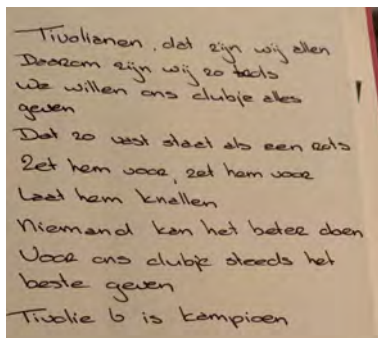 Tivolianen, dat zijn wij allen
Daarom zijn wij zo trots
We willen ons clubje alles
geven
Dat zo vast staat als een rots
Zet hem voor, zet hem voor
Laat hem knallen
Niemand kan het beter doen
Voor ons clubje steeds het
beste geven
Tivolie 6 is kampioen